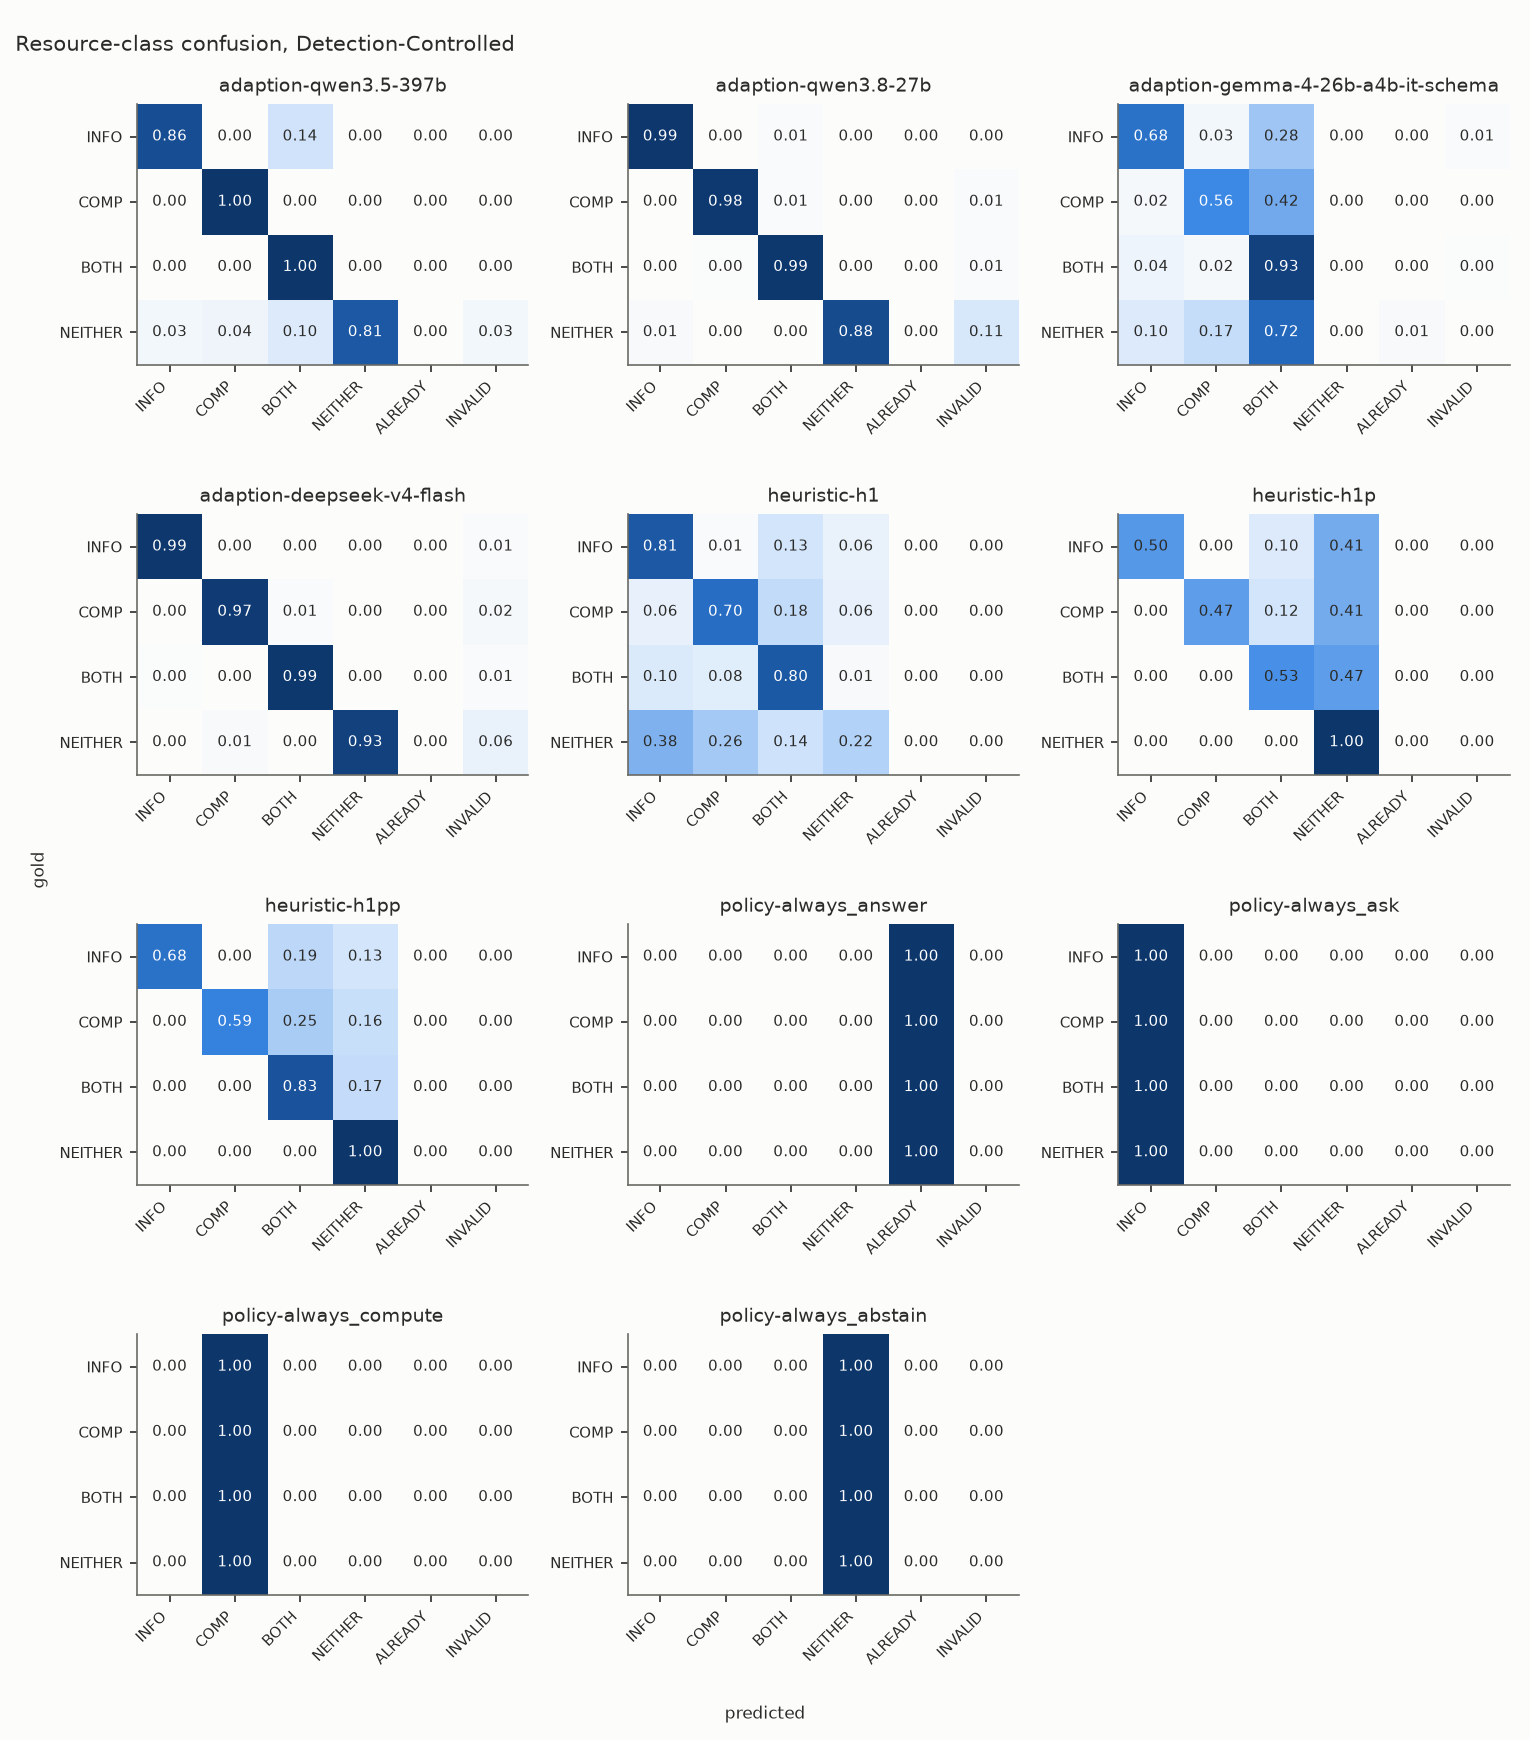 Resource-class confusion, Detection-Controlled
adaption-qwen3.5-397b
INFO 0.86 0.00 0.14 0.00 0.00 0.00
COMP 0.00 1.00 0.00 0.00 0.00 0.00
BOTH 0.00 0.00 1.00 0.00 0.00 0.00
NEITHER 0.03 0.04 0.10 0.81 0.00 0.03
INFO COMP BOTH NEITHER ALREADY INVALID
adaption-qwen3.8-27b
INFO 0.99 0.00 0.01 0.00 0.00 0.00
COMP 0.00 0.98 0.01 0.00 0.00 0.01
BOTH 0.00 0.00 0.99 0.00 0.00 0.01
NEITHER 0.01 0.00 0.00 0.88 0.00 0.11
INFO COMP BOTH NEITHER ALREADY INVALID
adaption-gemma-4-26b-a4b-it-schema
INFO 0.68 0.03 0.28 0.00 0.00 0.01
COMP 0.02 0.56 0.42 0.00 0.00 0.00
BOTH 0.04 0.02 0.93 0.00 0.00 0.00
NEITHER 0.10 0.17 0.72 0.00 0.01 0.00
INFO COMP BOTH NEITHER ALREADY INVALID
adaption-deepseek-v4-flash
INFO 0.99 0.00 0.00 0.00 0.00 0.01
COMP 0.00 0.97 0.01 0.00 0.00 0.02
BOTH 0.00 0.00 0.99 0.00 0.00 0.01
NEITHER 0.00 0.01 0.00 0.93 0.00 0.06
INFO COMP BOTH NEITHER ALREADY INVALID
heuristic-h1
INFO 0.81 0.01 0.13 0.06 0.00 0.00
COMP 0.06 0.70 0.18 0.06 0.00 0.00
BOTH 0.10 0.08 0.80 0.01 0.00 0.00
NEITHER 0.38 0.26 0.14 0.22 0.00 0.00
INFO COMP BOTH NEITHER ALREADY INVALID
heuristic-h1p
INFO 0.50 0.00 0.10 0.41 0.00 0.00
COMP 0.00 0.47 0.12 0.41 0.00 0.00
BOTH 0.00 0.00 0.53 0.47 0.00 0.00
NEITHER 0.00 0.00 0.00 1.00 0.00 0.00
INFO COMP BOTH NEITHER ALREADY INVALID
gold
heuristic-h1pp
INFO 0.68 0.00 0.19 0.13 0.00 0.00
COMP 0.00 0.59 0.25 0.16 0.00 0.00
BOTH 0.00 0.00 0.83 0.17 0.00 0.00
NEITHER 0.00 0.00 0.00 1.00 0.00 0.00
INFO COMP BOTH NEITHER ALREADY INVALID
policy-always_answer
INFO 0.00 0.00 0.00 0.00 1.00 0.00
COMP 0.00 0.00 0.00 0.00 1.00 0.00
BOTH 0.00 0.00 0.00 0.00 1.00 0.00
NEITHER 0.00 0.00 0.00 0.00 1.00 0.00
INFO COMP BOTH NEITHER ALREADY INVALID
policy-always_ask
INFO 1.00 0.00 0.00 0.00 0.00 0.00
COMP 1.00 0.00 0.00 0.00 0.00 0.00
BOTH 1.00 0.00 0.00 0.00 0.00 0.00
NEITHER 1.00 0.00 0.00 0.00 0.00 0.00
INFO COMP BOTH NEITHER ALREADY INVALID
policy-always_compute
INFO 0.00 1.00 0.00 0.00 0.00 0.00
COMP 0.00 1.00 0.00 0.00 0.00 0.00
BOTH 0.00 1.00 0.00 0.00 0.00 0.00
NEITHER 0.00 1.00 0.00 0.00 0.00 0.00
INFO COMP BOTH NEITHER ALREADY INVALID
policy-always_abstain
INFO 0.00 0.00 0.00 1.00 0.00 0.00
COMP 0.00 0.00 0.00 1.00 0.00 0.00
BOTH 0.00 0.00 0.00 1.00 0.00 0.00
NEITHER 0.00 0.00 0.00 1.00 0.00 0.00
INFO COMP BOTH NEITHER ALREADY INVALID
predicted